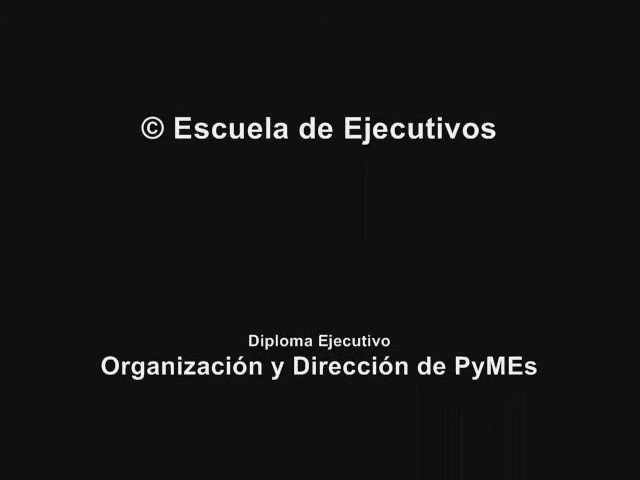 © Escuela de Ejecutivos
Diploma Ejecutivo
Organización y Dirección de PyMEs